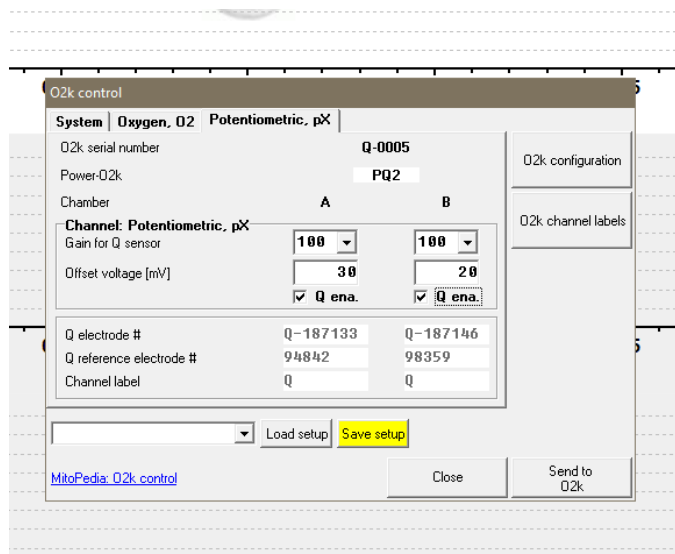 O2k control
System Oxygen, O2 Potentiometric, pX
O2k serial number Q-0005
Power-O2k PQ2
Chamber A B
Channel: Potentiometric, pX
Gain for Q sensor 100 100
Offset voltage [mV] 30 20
Q ena. Q ena.
Q electrode # Q-187133 Q-187146
Q reference electrode # 94842 98359
Channel label Q Q
O2k configuration
O2k channel labels
Load setup Save setup
MitoPedia: O2k control Close Send to
O2k